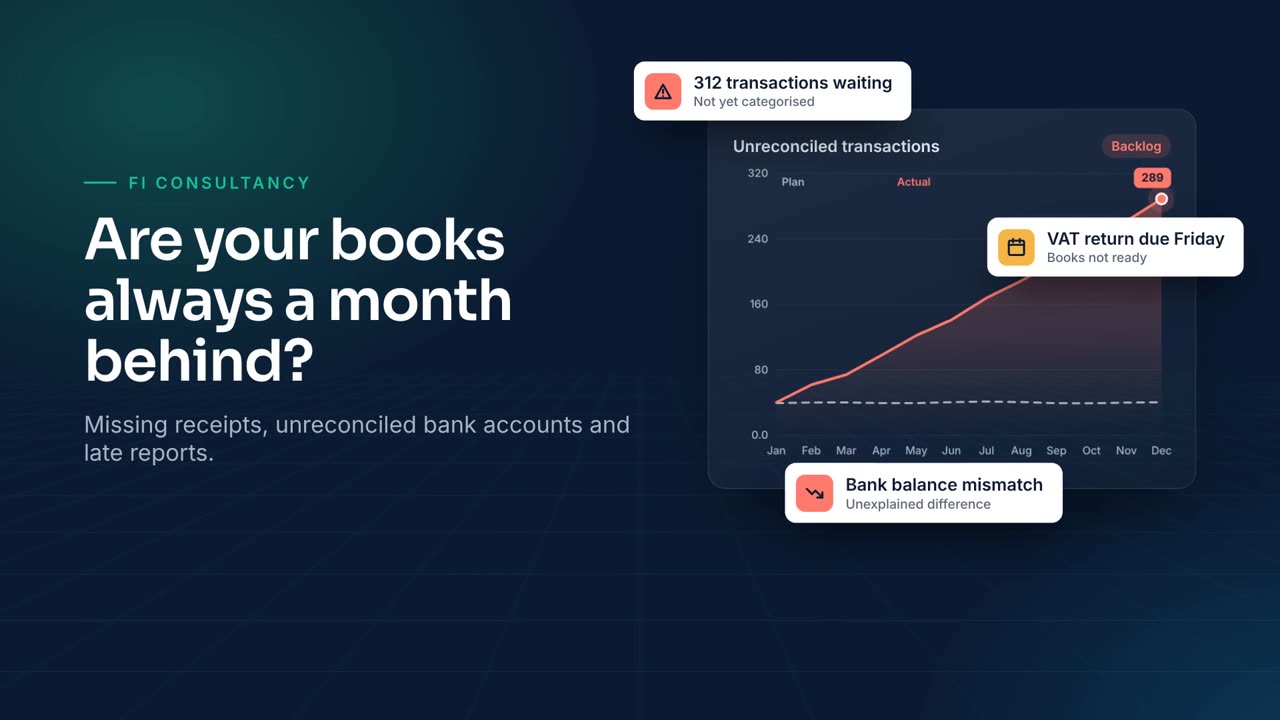 FI CONSULTANCY
Are your books
always a month
behind?
Missing receipts, unreconciled bank accounts and
late reports.
312 transactions waiting
Not yet categorised
Unreconciled transactions
Backlog
320
Plan
Actual
289
240
VAT return due Friday
Books not ready
160
80
0.0
Jan Feb Mar Apr May Jun Jul Aug Sep Oct Nov Dec
Bank balance mismatch
Unexplained difference